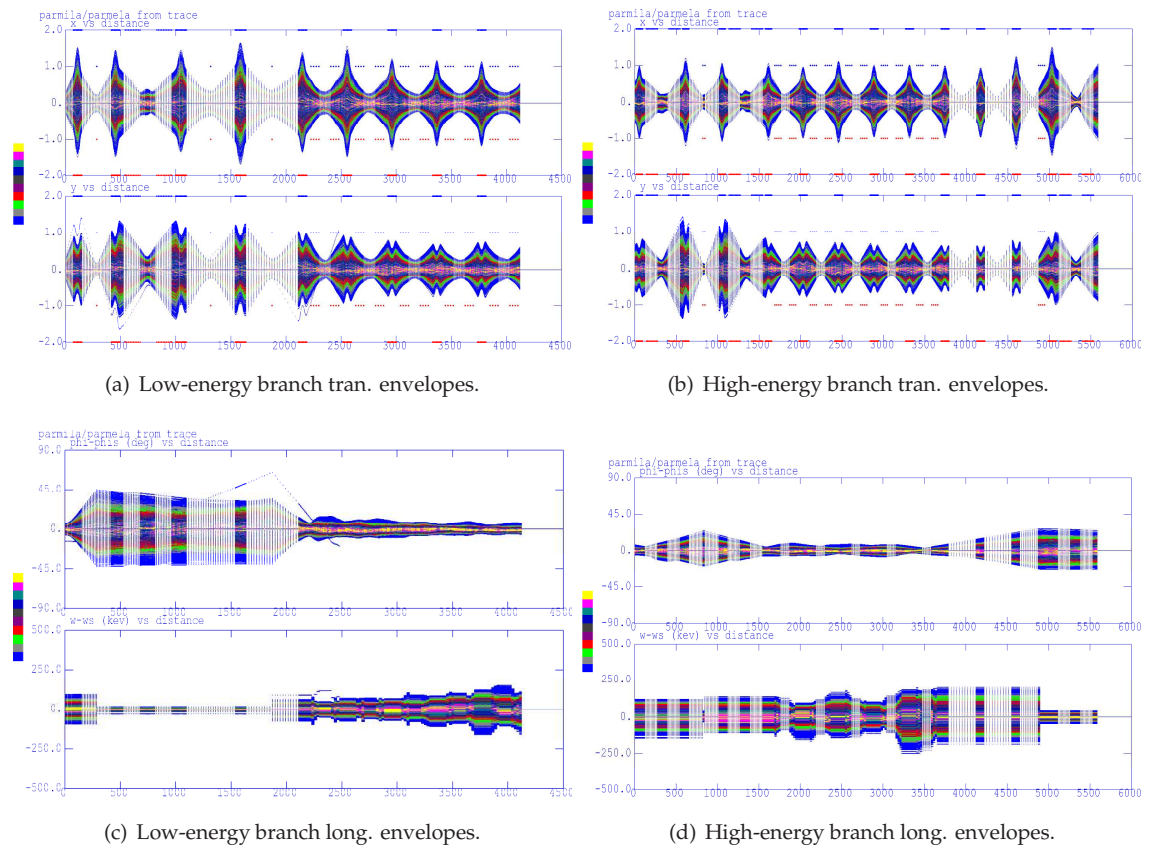 parmila/parmela from trace
x vs distance
2.0
1.0
0.
-1.0
-2.0
0 500 1000 1500 2000 2500 3000 3500 4000 4500
y vs distance
2.0
1.0
0.
-1.0
-2.0
0 500 1000 1500 2000 2500 3000 3500 4000 4500
(a) Low-energy branch tran. envelopes.
parmila/parmela from trace
x vs distance
2.0
1.0
0.
-1.0
-2.0
0 500 1000 1500 2000 2500 3000 3500 4000 4500 5000 5500 6000
y vs distance
2.0
1.0
0.
-1.0
-2.0
0 500 1000 1500 2000 2500 3000 3500 4000 4500 5000 5500 6000
(b) High-energy branch tran. envelopes.
parmila/parmela from trace
phi-phis (deg) vs distance
90.0
45.0
0.
-45.0
-90.0
0 500 1000 1500 2000 2500 3000 3500 4000 4500
w-ws (kev) vs distance
500.0
250.0
0.
-250.0
-500.0
0 500 1000 1500 2000 2500 3000 3500 4000 4500
(c) Low-energy branch long. envelopes.
parmila/parmela from trace
phi-phis (deg) vs distance
90.0
45.0
0.
-45.0
-90.0
0 500 1000 1500 2000 2500 3000 3500 4000 4500 5000 5500 6000
w-ws (kev) vs distance
500.0
250.0
0.
-250.0
-500.0
0 500 1000 1500 2000 2500 3000 3500 4000 4500 5000 5500 6000
(d) High-energy branch long. envelopes.